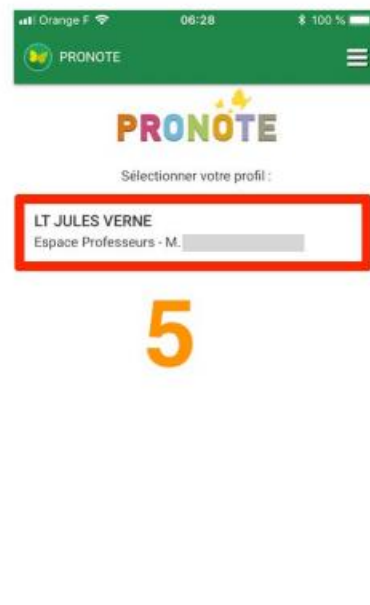 Orange F 06:28 100 %
PRONOTE
PRONOTE
Sélectionner votre profil :
LT JULES VERNE
Espace Professeurs - M.
5